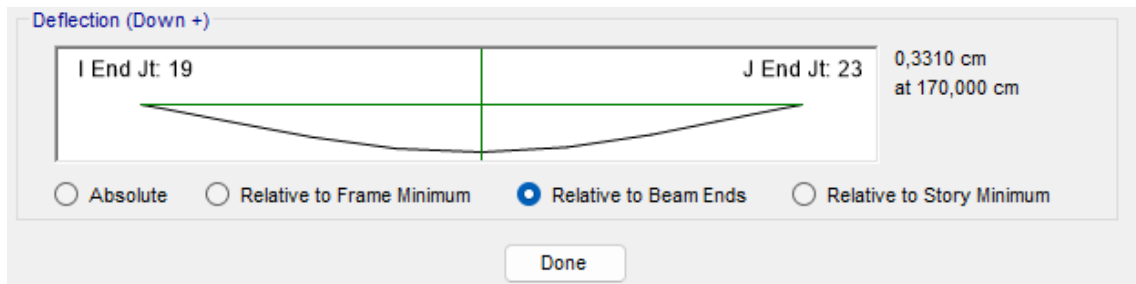 Deflection (Down +)
I End Jt: 19
J End Jt: 23
0,3310 cm
at 170,000 cm
Absolute
Relative to Frame Minimum
Relative to Beam Ends
Relative to Story Minimum
Done